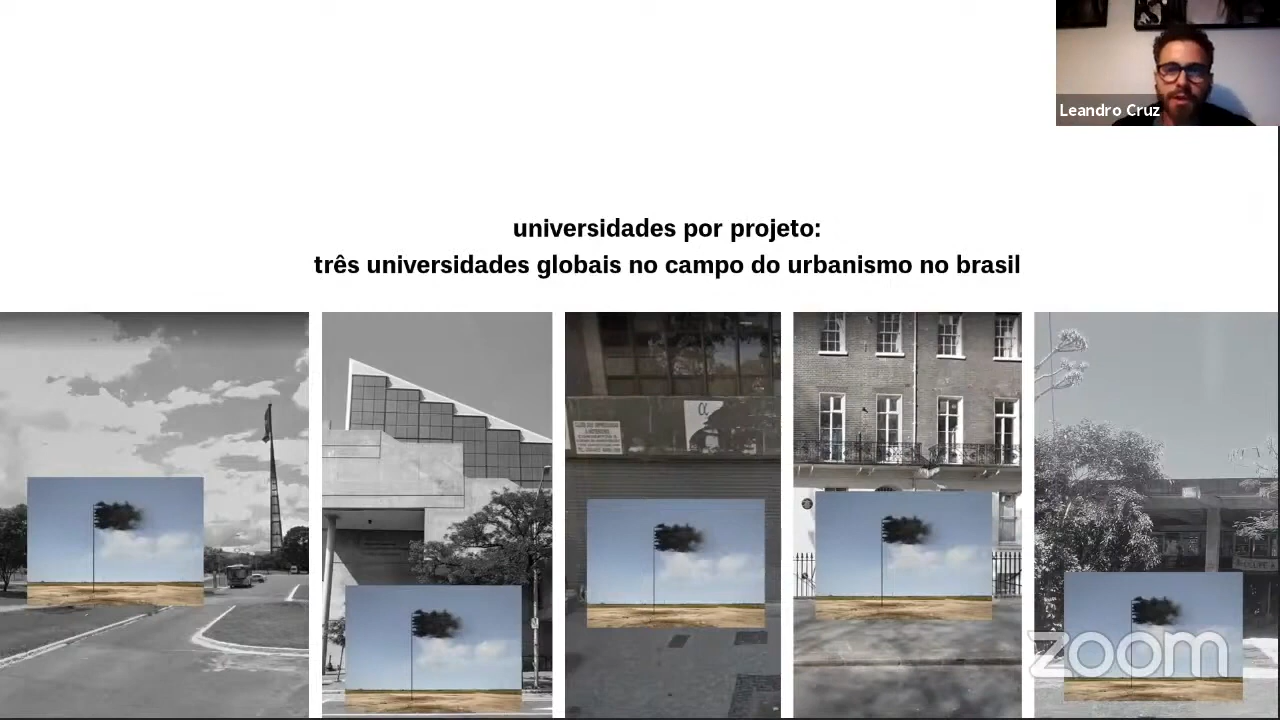 Leandro Cruz
universidades por projeto:
três universidades globais no campo do urbanismo no brasil
α
zoom